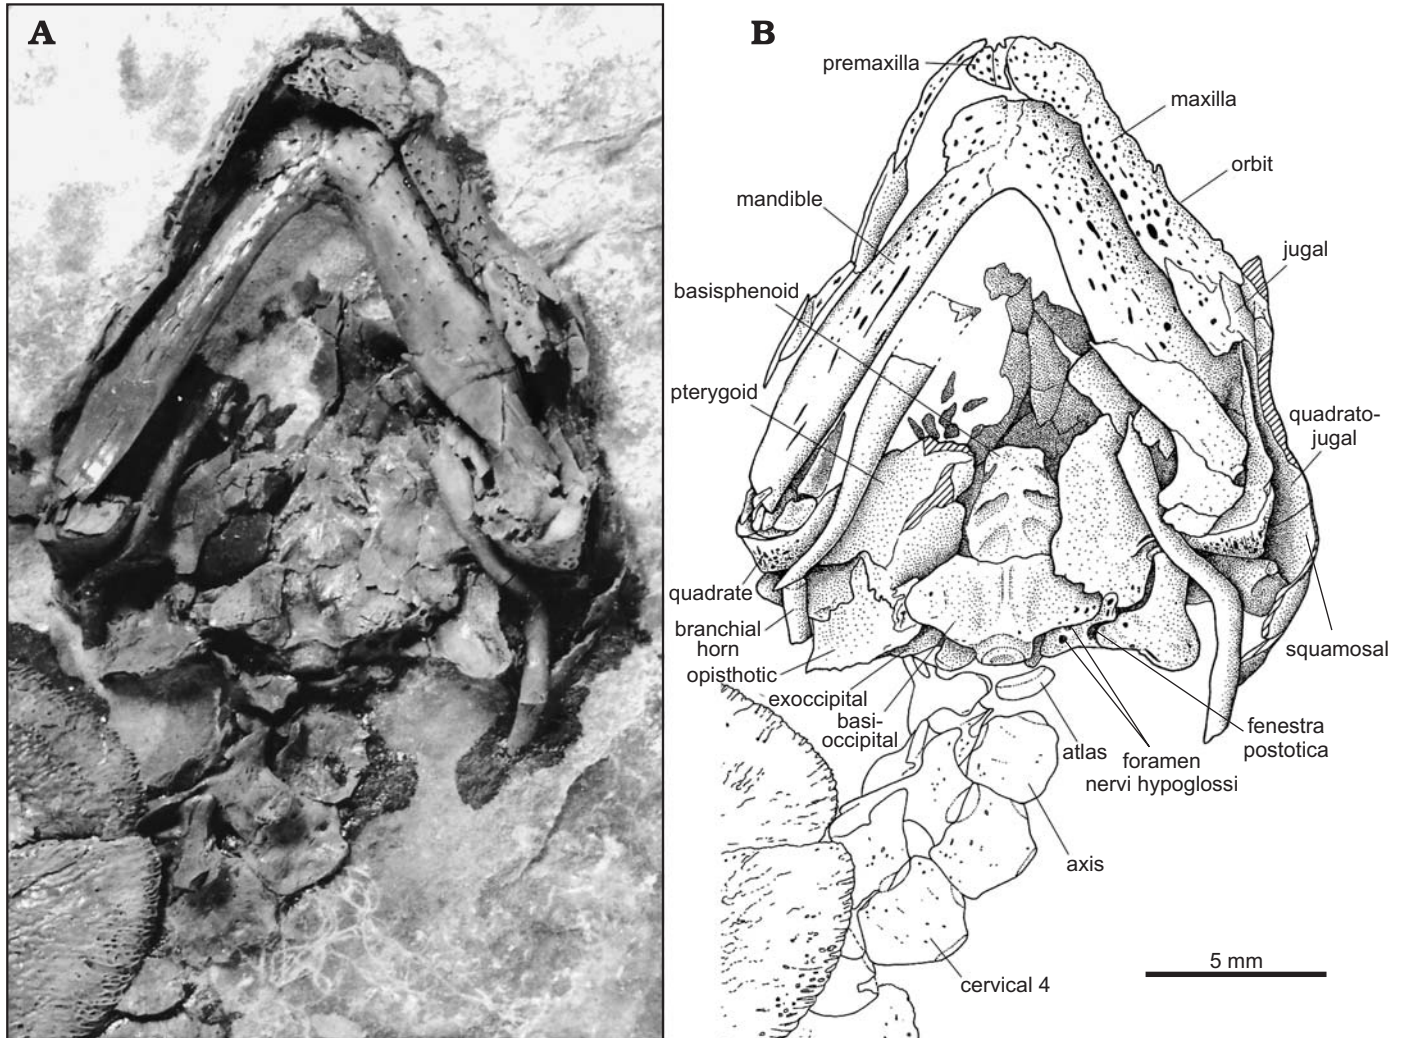 A
B
premaxilla
maxilla
orbit
mandible
jugal
basisphenoid
pterygoid
quadrato-
jugal
quadrate
branchial
horn
opisthotic
exoccipital
basi-
occipital
squamosal
atlas
foramen
nervi hypoglossi
fenestra
postotica
axis
cervical 4
5 mm